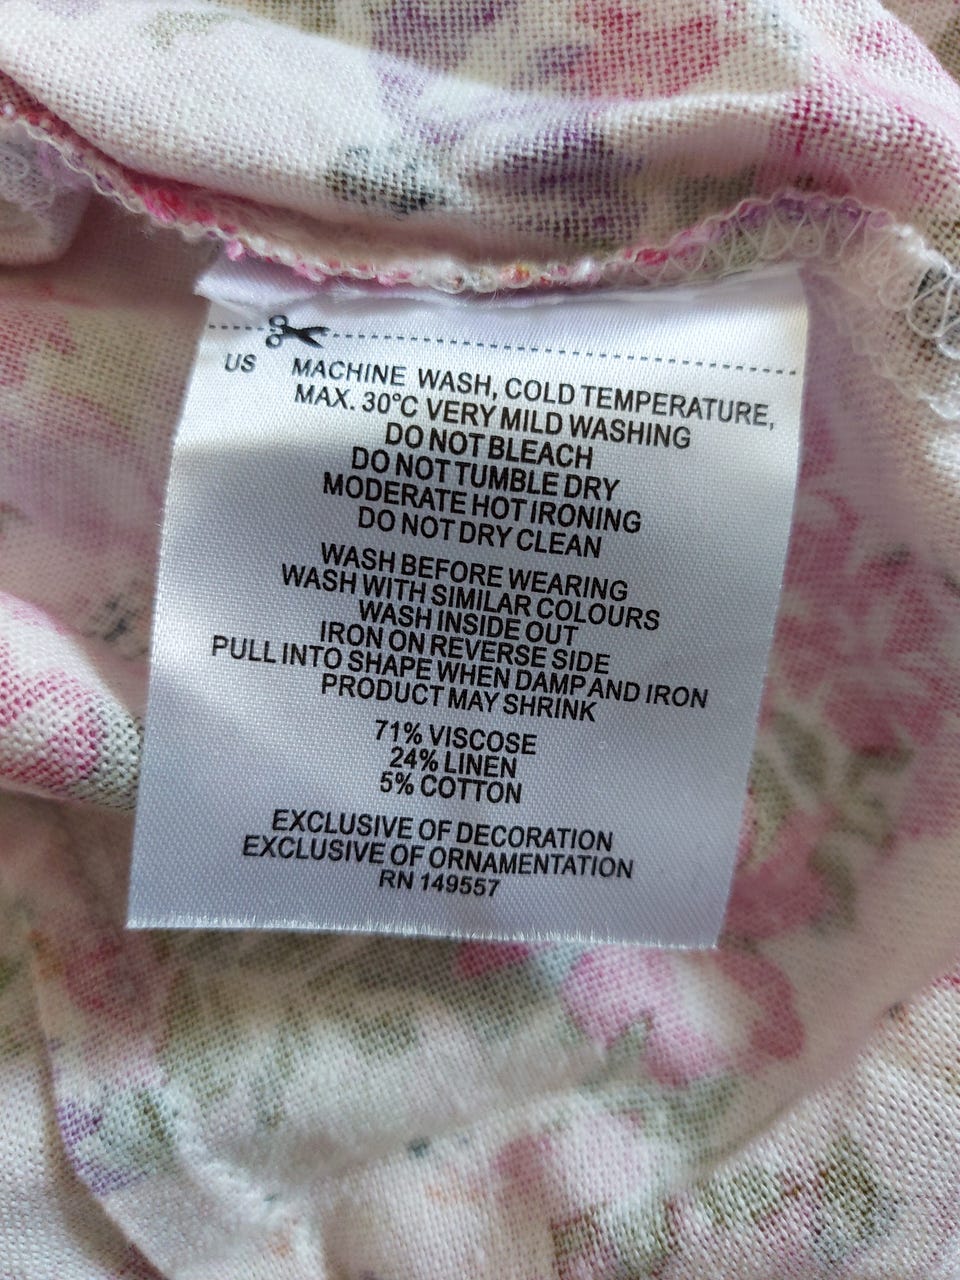 US MACHINE WASH, COLD TEMPERATURE,
MAX. 30°C VERY MILD WASHING
DO NOT BLEACH
DO NOT TUMBLE DRY
MODERATE HOT IRONING
DO NOT DRY CLEAN
WASH BEFORE WEARING
WASH WITH SIMILAR COLOURS
WASH INSIDE OUT
IRON ON REVERSE SIDE
PULL INTO SHAPE WHEN DAMP AND IRON
PRODUCT MAY SHRINK
71% VISCOSE
24% LINEN
5% COTTON
EXCLUSIVE OF DECORATION
EXCLUSIVE OF ORNAMENTATION
RN 149557